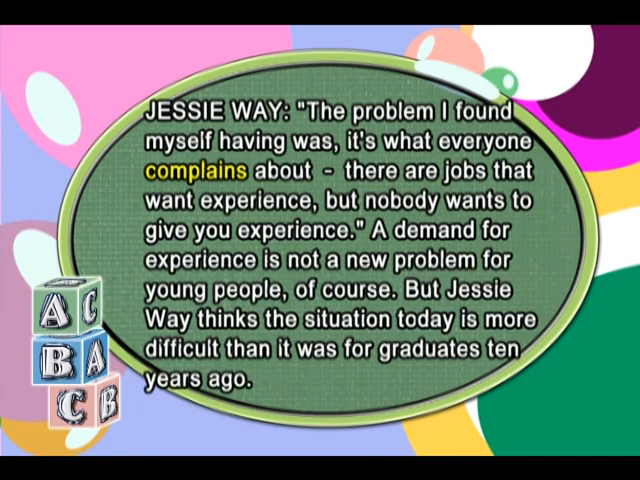 JESSIE WAY: "The problem I found
myself having was, it's what everyone
complains about - there are jobs that
want experience, but nobody wants to
give you experience." A demand for
experience is not a new problem for
young people, of course. But Jessie
Way thinks the situation today is more
difficult than it was for graduates ten
years ago.
A C
B A
C B